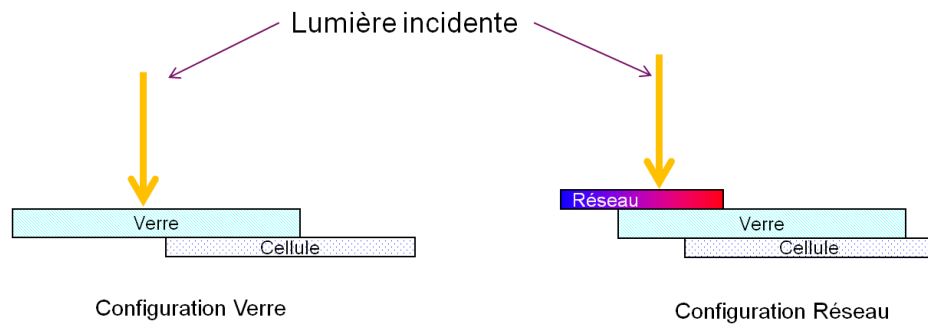 Lumière incidente
Réseau
Verre
Verre
Cellule
Cellule
Configuration Verre
Configuration Réseau